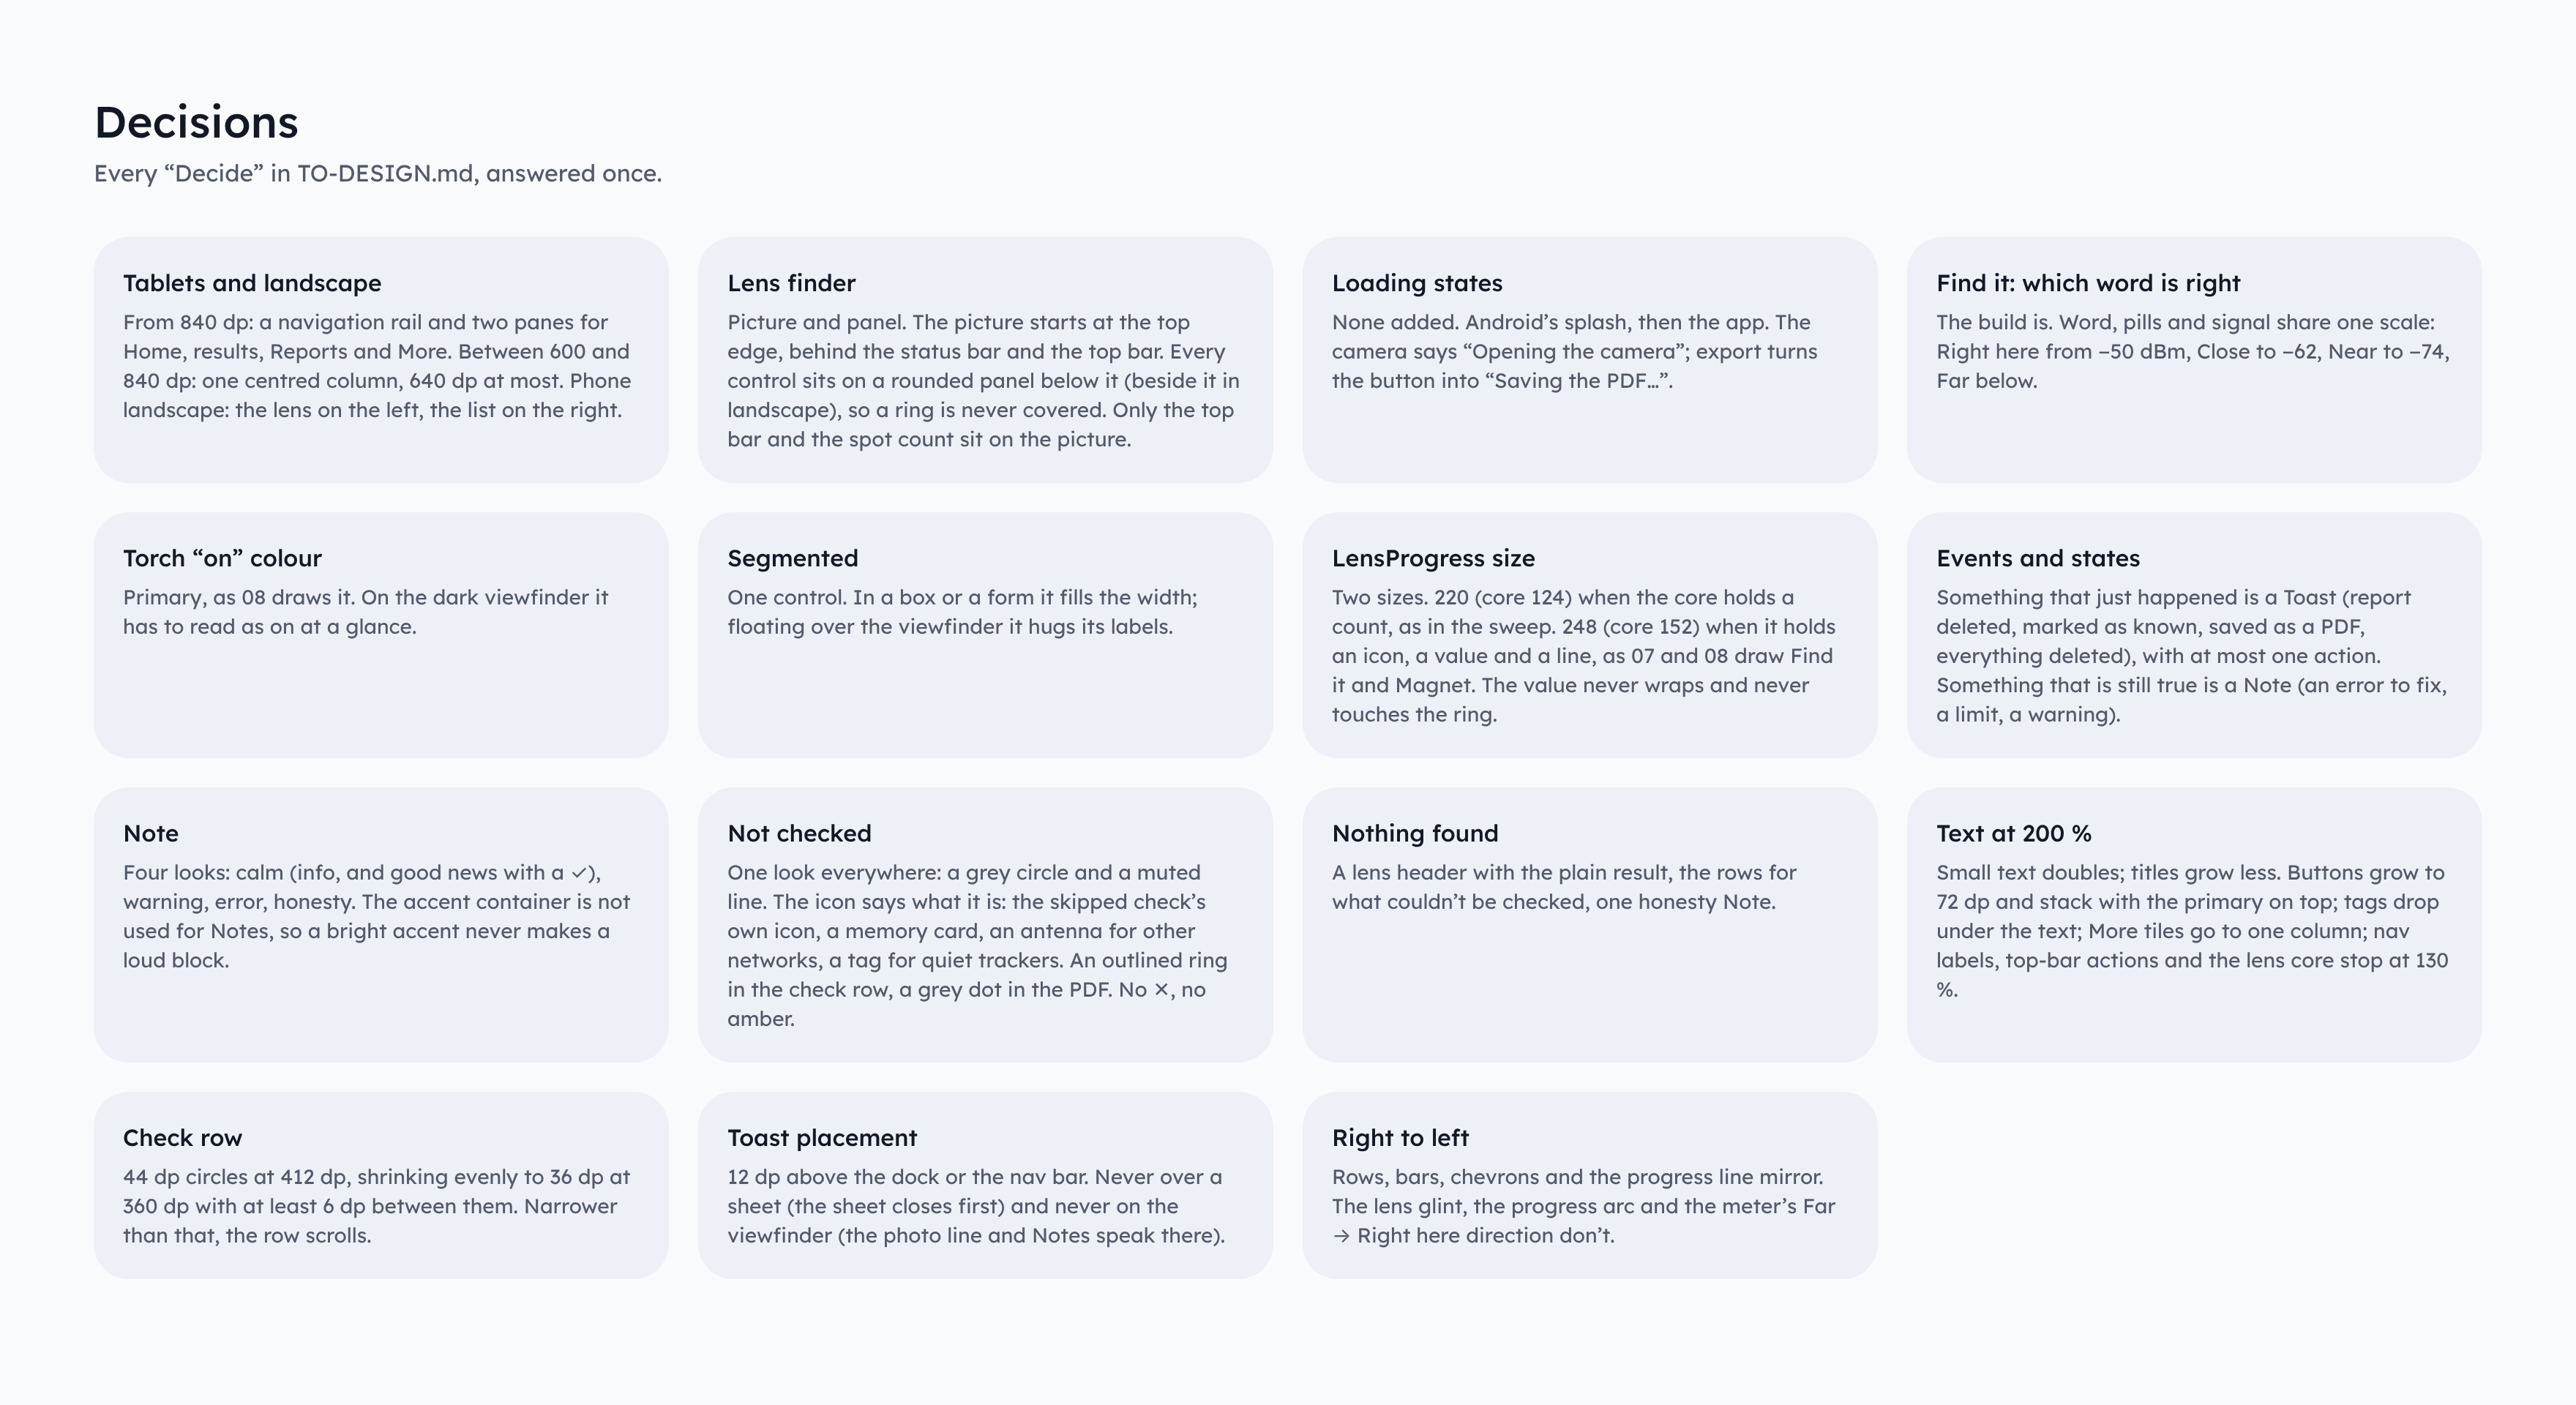 Decisions
Every “Decide” in TO-DESIGN.md, answered once.
Tablets and landscape
From 840 dp: a navigation rail and two panes for
Home, results, Reports and More. Between 600 and
840 dp: one centred column, 640 dp at most. Phone
landscape: the lens on the left, the list on the right.
Lens finder
Picture and panel. The picture starts at the top
edge, behind the status bar and the top bar. Every
control sits on a rounded panel below it (beside it in
landscape), so a ring is never covered. Only the top
bar and the spot count sit on the picture.
Loading states
None added. Android’s splash, then the app. The
camera says “Opening the camera”; export turns
the button into “Saving the PDF…”.
Find it: which word is right
The build is. Word, pills and signal share one scale:
Right here from −50 dBm, Close to −62, Near to −74,
Far below.
Torch “on” colour
Primary, as 08 draws it. On the dark viewfinder it
has to read as on at a glance.
Segmented
One control. In a box or a form it fills the width;
floating over the viewfinder it hugs its labels.
LensProgress size
Two sizes. 220 (core 124) when the core holds a
count, as in the sweep. 248 (core 152) when it holds
an icon, a value and a line, as 07 and 08 draw Find
it and Magnet. The value never wraps and never
touches the ring.
Events and states
Something that just happened is a Toast (report
deleted, marked as known, saved as a PDF,
everything deleted), with at most one action.
Something that is still true is a Note (an error to fix,
a limit, a warning).
Note
Four looks: calm (info, and good news with a ✓),
warning, error, honesty. The accent container is not
used for Notes, so a bright accent never makes a
loud block.
Not checked
One look everywhere: a grey circle and a muted
line. The icon says what it is: the skipped check’s
own icon, a memory card, an antenna for other
networks, a tag for quiet trackers. An outlined ring
in the check row, a grey dot in the PDF. No ✕, no
amber.
Nothing found
A lens header with the plain result, the rows for
what couldn’t be checked, one honesty Note.
Text at 200 %
Small text doubles; titles grow less. Buttons grow to
72 dp and stack with the primary on top; tags drop
under the text; More tiles go to one column; nav
labels, top-bar actions and the lens core stop at 130
%.
Check row
44 dp circles at 412 dp, shrinking evenly to 36 dp at
360 dp with at least 6 dp between them. Narrower
than that, the row scrolls.
Toast placement
12 dp above the dock or the nav bar. Never over a
sheet (the sheet closes first) and never on the
viewfinder (the photo line and Notes speak there).
Right to left
Rows, bars, chevrons and the progress line mirror.
The lens glint, the progress arc and the meter’s Far
→ Right here direction don’t.